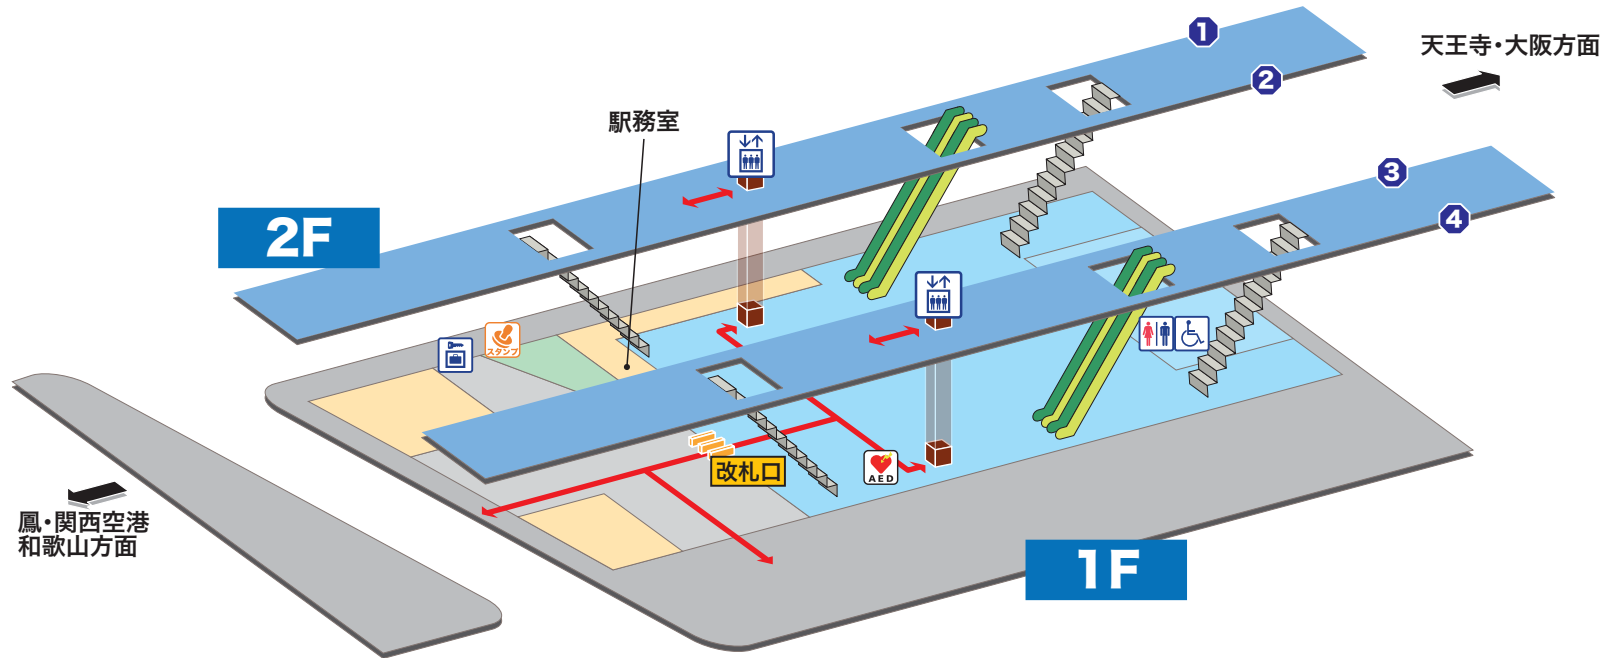 1
天王寺・大阪方面
2
駅務室
3
4
2F
スタンプ
改札口
AED
鳳・関西空港
和歌山方面
1F